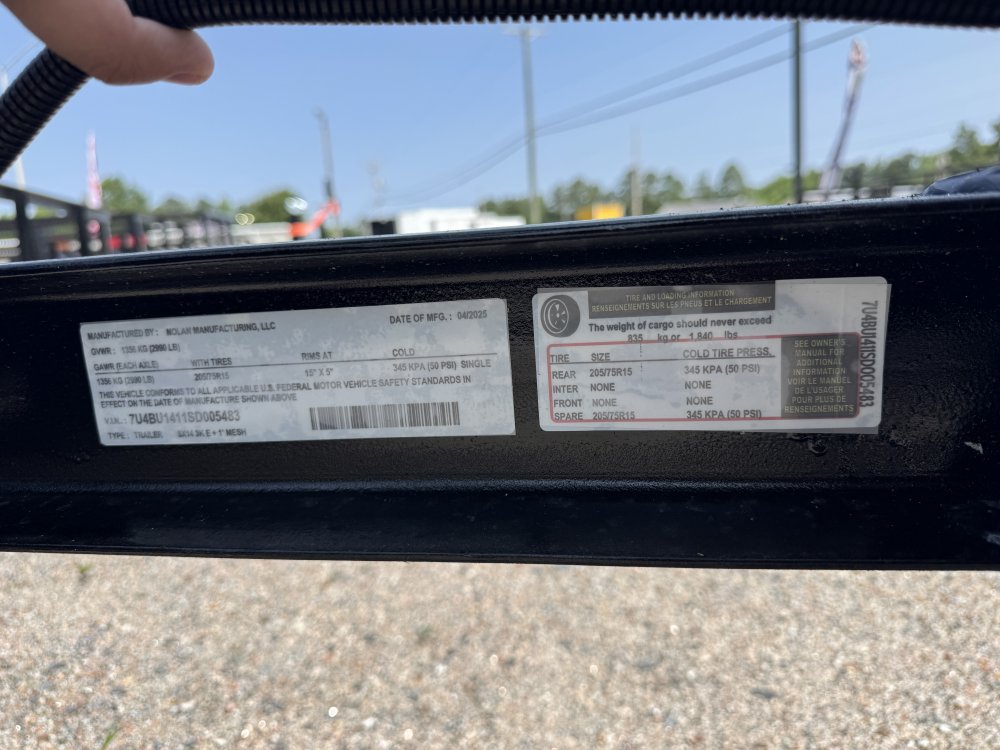 MANUFACTURED BY: NOLAN MANUFACTURING, LLC DATE OF MFG.: 04/2025
GVWR: 1356 KG (2990 LB)
GAWR (EACH AXLE) WITH TIRES RIMS AT COLD
1356 KG (2990 LB) 205/75R15 15" X 5" 345 KPA (50 PSI) SINGLE
THIS VEHICLE CONFORMS TO ALL APPLICABLE U.S. FEDERAL MOTOR VEHICLE SAFETY STANDARDS IN
EFFECT ON THE DATE OF MANUFACTURE SHOWN ABOVE
V.I.N.: 7U4BU1411SD005483
TYPE: TRAILER 6X14 3K E + 1' MESH
TIRE AND LOADING INFORMATION
RENSEIGNEMENTS SUR LES PNEUS ET LE CHARGEMENT
The weight of cargo should never exceed
835 kg or 1,840 lbs
TIRE SIZE COLD TIRE PRESS.
REAR 205/75R15 345 KPA (50 PSI)
INTER NONE NONE
FRONT NONE NONE
SPARE 205/75R15 345 KPA (50 PSI)
SEE OWNER'S
MANUAL FOR
ADDITIONAL
INFORMATION
VOIR LE MANUEL
DE L'USAGER
POUR PLUS DE
RENSEIGNEMENTS
7U4BU1411SD005483